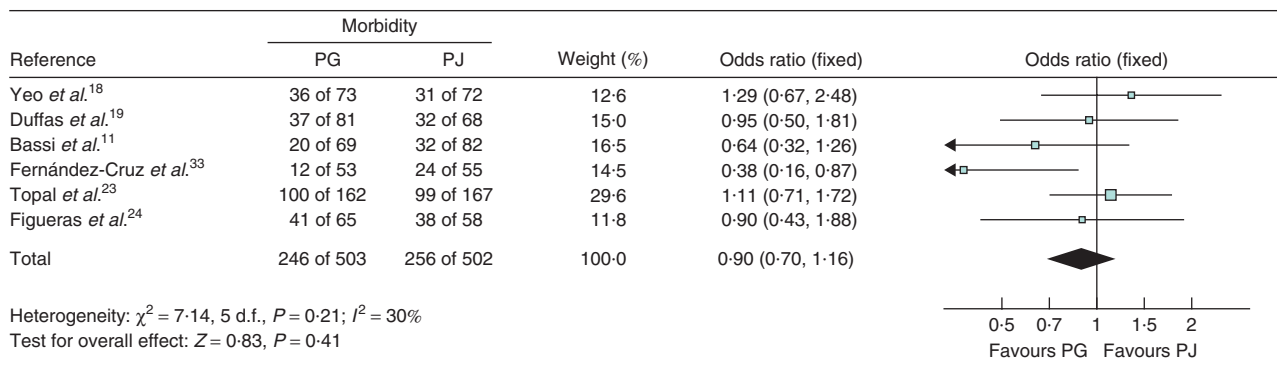 Morbidity
Reference PG PJ Weight (%) Odds ratio (fixed) Odds ratio (fixed)
Yeo et al.18 36 of 73 31 of 72 12·6 1·29 (0·67, 2·48)
Duffas et al.19 37 of 81 32 of 68 15·0 0·95 (0·50, 1·81)
Bassi et al.11 20 of 69 32 of 82 16·5 0·64 (0·32, 1·26)
Fernández-Cruz et al.33 12 of 53 24 of 55 14·5 0·38 (0·16, 0·87)
Topal et al.23 100 of 162 99 of 167 29·6 1·11 (0·71, 1·72)
Figueras et al.24 41 of 65 38 of 58 11·8 0·90 (0·43, 1·88)
Total 246 of 503 256 of 502 100·0 0·90 (0·70, 1·16)
Heterogeneity: χ2 = 7·14, 5 d.f., P = 0·21; I2 = 30%
Test for overall effect: Z = 0·83, P = 0·41
0·5 0·7 1 1·5 2
Favours PG Favours PJ